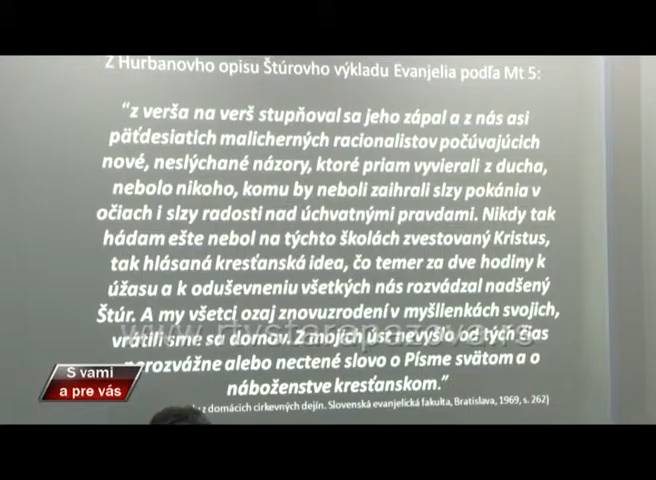 Z Hurbanovho opisu Štúrovho výkladu Evanjelia podľa Mt 5:
“z verša na verš stupňoval sa jeho zápal a z nás asi
päťdesiatich malicherných racionalistov počúvajúcich
nové, neslýchané názory, ktoré priam vyvierali z ducha,
nebolo nikoho, komu by neboli zaihrali slzy pokánia v
očiach i slzy radosti nad úchvatnými pravdami. Nikdy tak
hádam ešte nebol na týchto školách zvestovaný Kristus,
tak hlásaná kresťanská idea, čo temer za dve hodiny k
úžasu a k oduševneniu všetkých nás rozvádzal nadšený
Štúr. A my všetci ozaj znovuzrodení v myšlienkách svojich,
vrátili sme sa domov. Z mojich úst nevyšlo od tých čias
nerozvážne alebo nectené slovo o Písme svätom a o
náboženstve kresťanskom.”
z domácich cirkevných dejín. Slovenská evanjelická fakulta, Bratislava, 1969, s. 262)
www.rtvstarapazova.rs
S vami
a pre vás